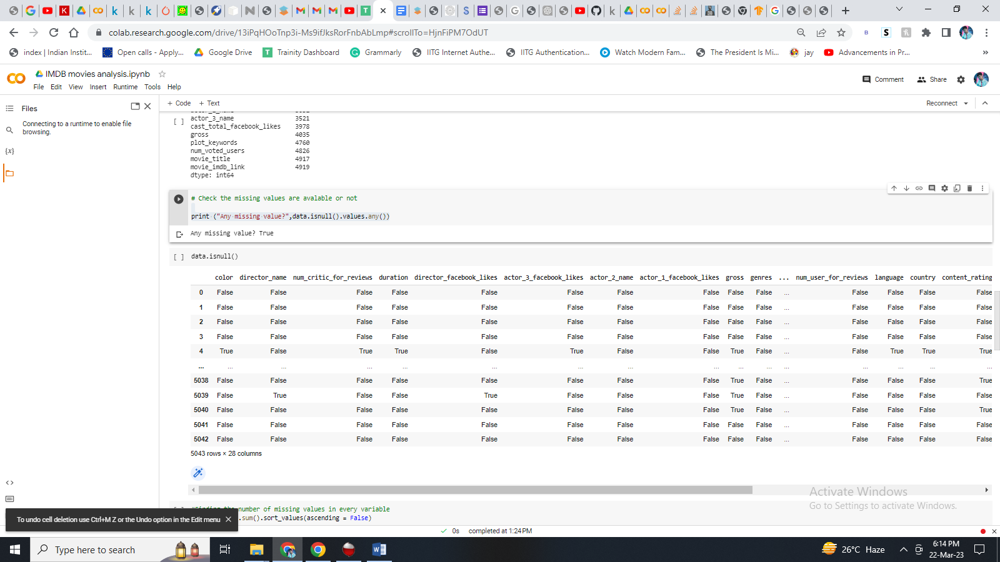 colab.research.google.com/drive/13iPqHOoTnp3i-Ms9ifJksRorFnbAbLmp#scrollTo=HjnFiPM7OdUT
index | Indian Instit... Open calls - Apply... Google Drive Trainity Dashboard Grammarly IITG Internet Authe... IITG Authentication... Watch Modern Fam... The President Is Mi... jay Advancements in Pr... »
IMDB movies analysis.ipynb
Comment Share
File Edit View Insert Runtime Tools Help
Files
+ Code + Text
Reconnect
Connecting to a runtime to enable file
browsing.
{x}
[ ]
actor_3_name 3521
cast_total_facebook_likes 3978
gross 4035
plot_keywords 4760
num_voted_users 4826
movie_title 4917
movie_imdb_link 4919
dtype: int64
# Check the missing values are avalable or not
print ("Any missing value?",data.isnull().values.any())
Any missing value? True
[ ] data.isnull()
color director_name num_critic_for_reviews duration director_facebook_likes actor_3_facebook_likes actor_2_name actor_1_facebook_likes gross genres ... num_user_for_reviews language country content_rating
0 False False False False False False False False False False ... False False False False
1 False False False False False False False False False False ... False False False False
2 False False False False False False False False False False ... False False False False
3 False False False False False False False False False False ... False False False False
4 True False True True False True False False True False ... False True True True
... ... ... ... ... ... ... ... ... ... ... ... ... ... ... ...
5038 False False False False False False False False True False ... False False False True
5039 False True False False True False False False True False ... False False False False
5040 False False False False False False False False True False ... False False False True
5041 False False False False False False False False False False ... False False False False
5042 False False False False False False False False False False ... False False False False
5043 rows × 28 columns
Activate Windows
Go to Settings to activate Windows.
number of missing values in every variable
.sum().sort_values(ascending = False)
To undo cell deletion use Ctrl+M Z or the Undo option in the Edit menu
0s completed at 1:24 PM
Type here to search
26°C Haze
6:14 PM
22-Mar-23